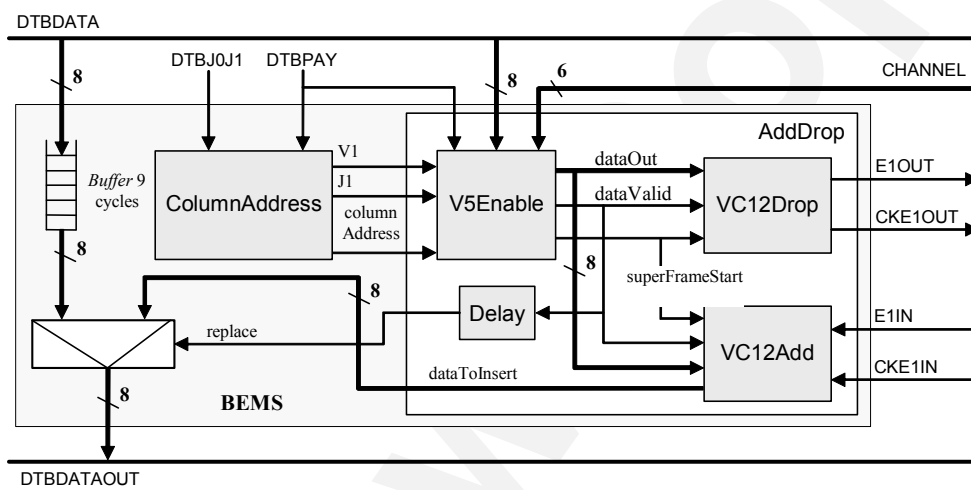 DTBDATA
DTBJ0J1
DTBPAY
8
8
6
CHANNEL
AddDrop
V1
dataOut
E1OUT
Buffer 9
cycles
ColumnAddress
J1
V5Enable
dataValid
VC12Drop
column
Address
CKE1OUT
8
8
superFrameStart
8
Delay
E1IN
replace
VC12Add
dataToInsert
CKE1IN
8
BEMS
DTBDATAOUT